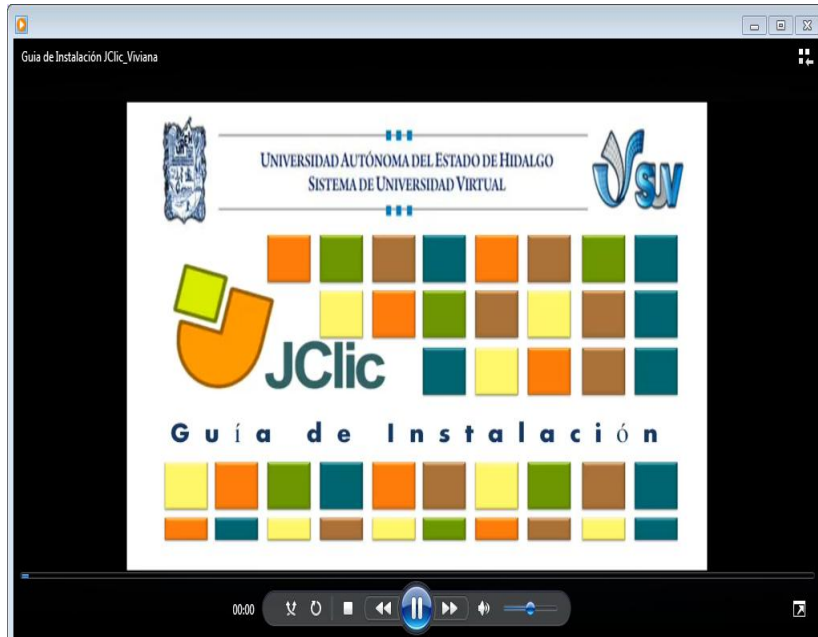 Guia de Instalación JClic_Viviana
UNIVERSIDAD AUTÓNOMA DEL ESTADO DE HIDALGO
SISTEMA DE UNIVERSIDAD VIRTUAL
SUV
JClic
Guía de Instalación
00:00